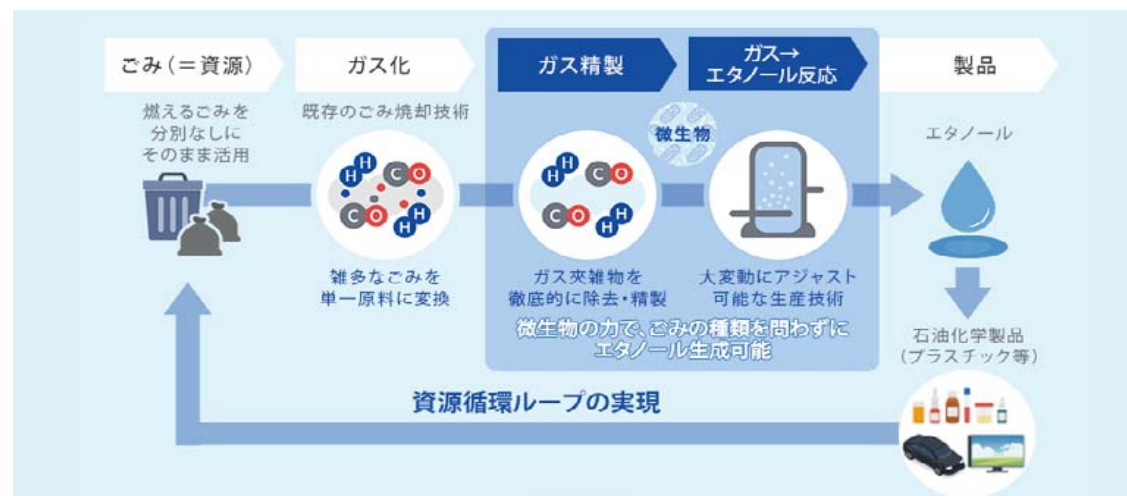 ごみ(=資源)
ガス化
ガス精製
ガス→
エタノール反応
製品
燃えるごみを
分別なしに
そのまま活用
既存のごみ焼却技術
微生物
エタノール
H H C O
C O H H
H H C O
C O H H
雑多なごみを
単一原料に変換
ガス夾雑物を
徹底的に除去・精製
大変動にアジャスト
可能な生産技術
微生物の力で、ごみの種類を問わずに
エタノール生成可能
石油化学製品
(プラスチック等)
資源循環ループの実現